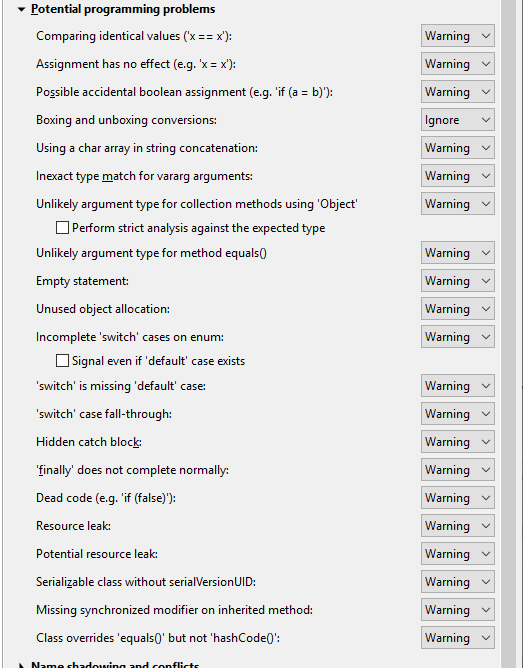 Potential programming problems
Comparing identical values ('x == x'): Warning
Assignment has no effect (e.g. 'x = x'): Warning
Possible accidental boolean assignment (e.g. 'if (a = b)'): Warning
Boxing and unboxing conversions: Ignore
Using a char array in string concatenation: Warning
Inexact type match for vararg arguments: Warning
Unlikely argument type for collection methods using 'Object' Warning
Perform strict analysis against the expected type
Unlikely argument type for method equals() Warning
Empty statement: Warning
Unused object allocation: Warning
Incomplete 'switch' cases on enum: Warning
Signal even if 'default' case exists
'switch' is missing 'default' case: Warning
'switch' case fall-through: Warning
Hidden catch block: Warning
'finally' does not complete normally: Warning
Dead code (e.g. 'if (false)'): Warning
Resource leak: Warning
Potential resource leak: Warning
Serializable class without serialVersionUID: Warning
Missing synchronized modifier on inherited method: Warning
Class overrides 'equals()' but not 'hashCode()': Warning
Name shadowing and conflicts